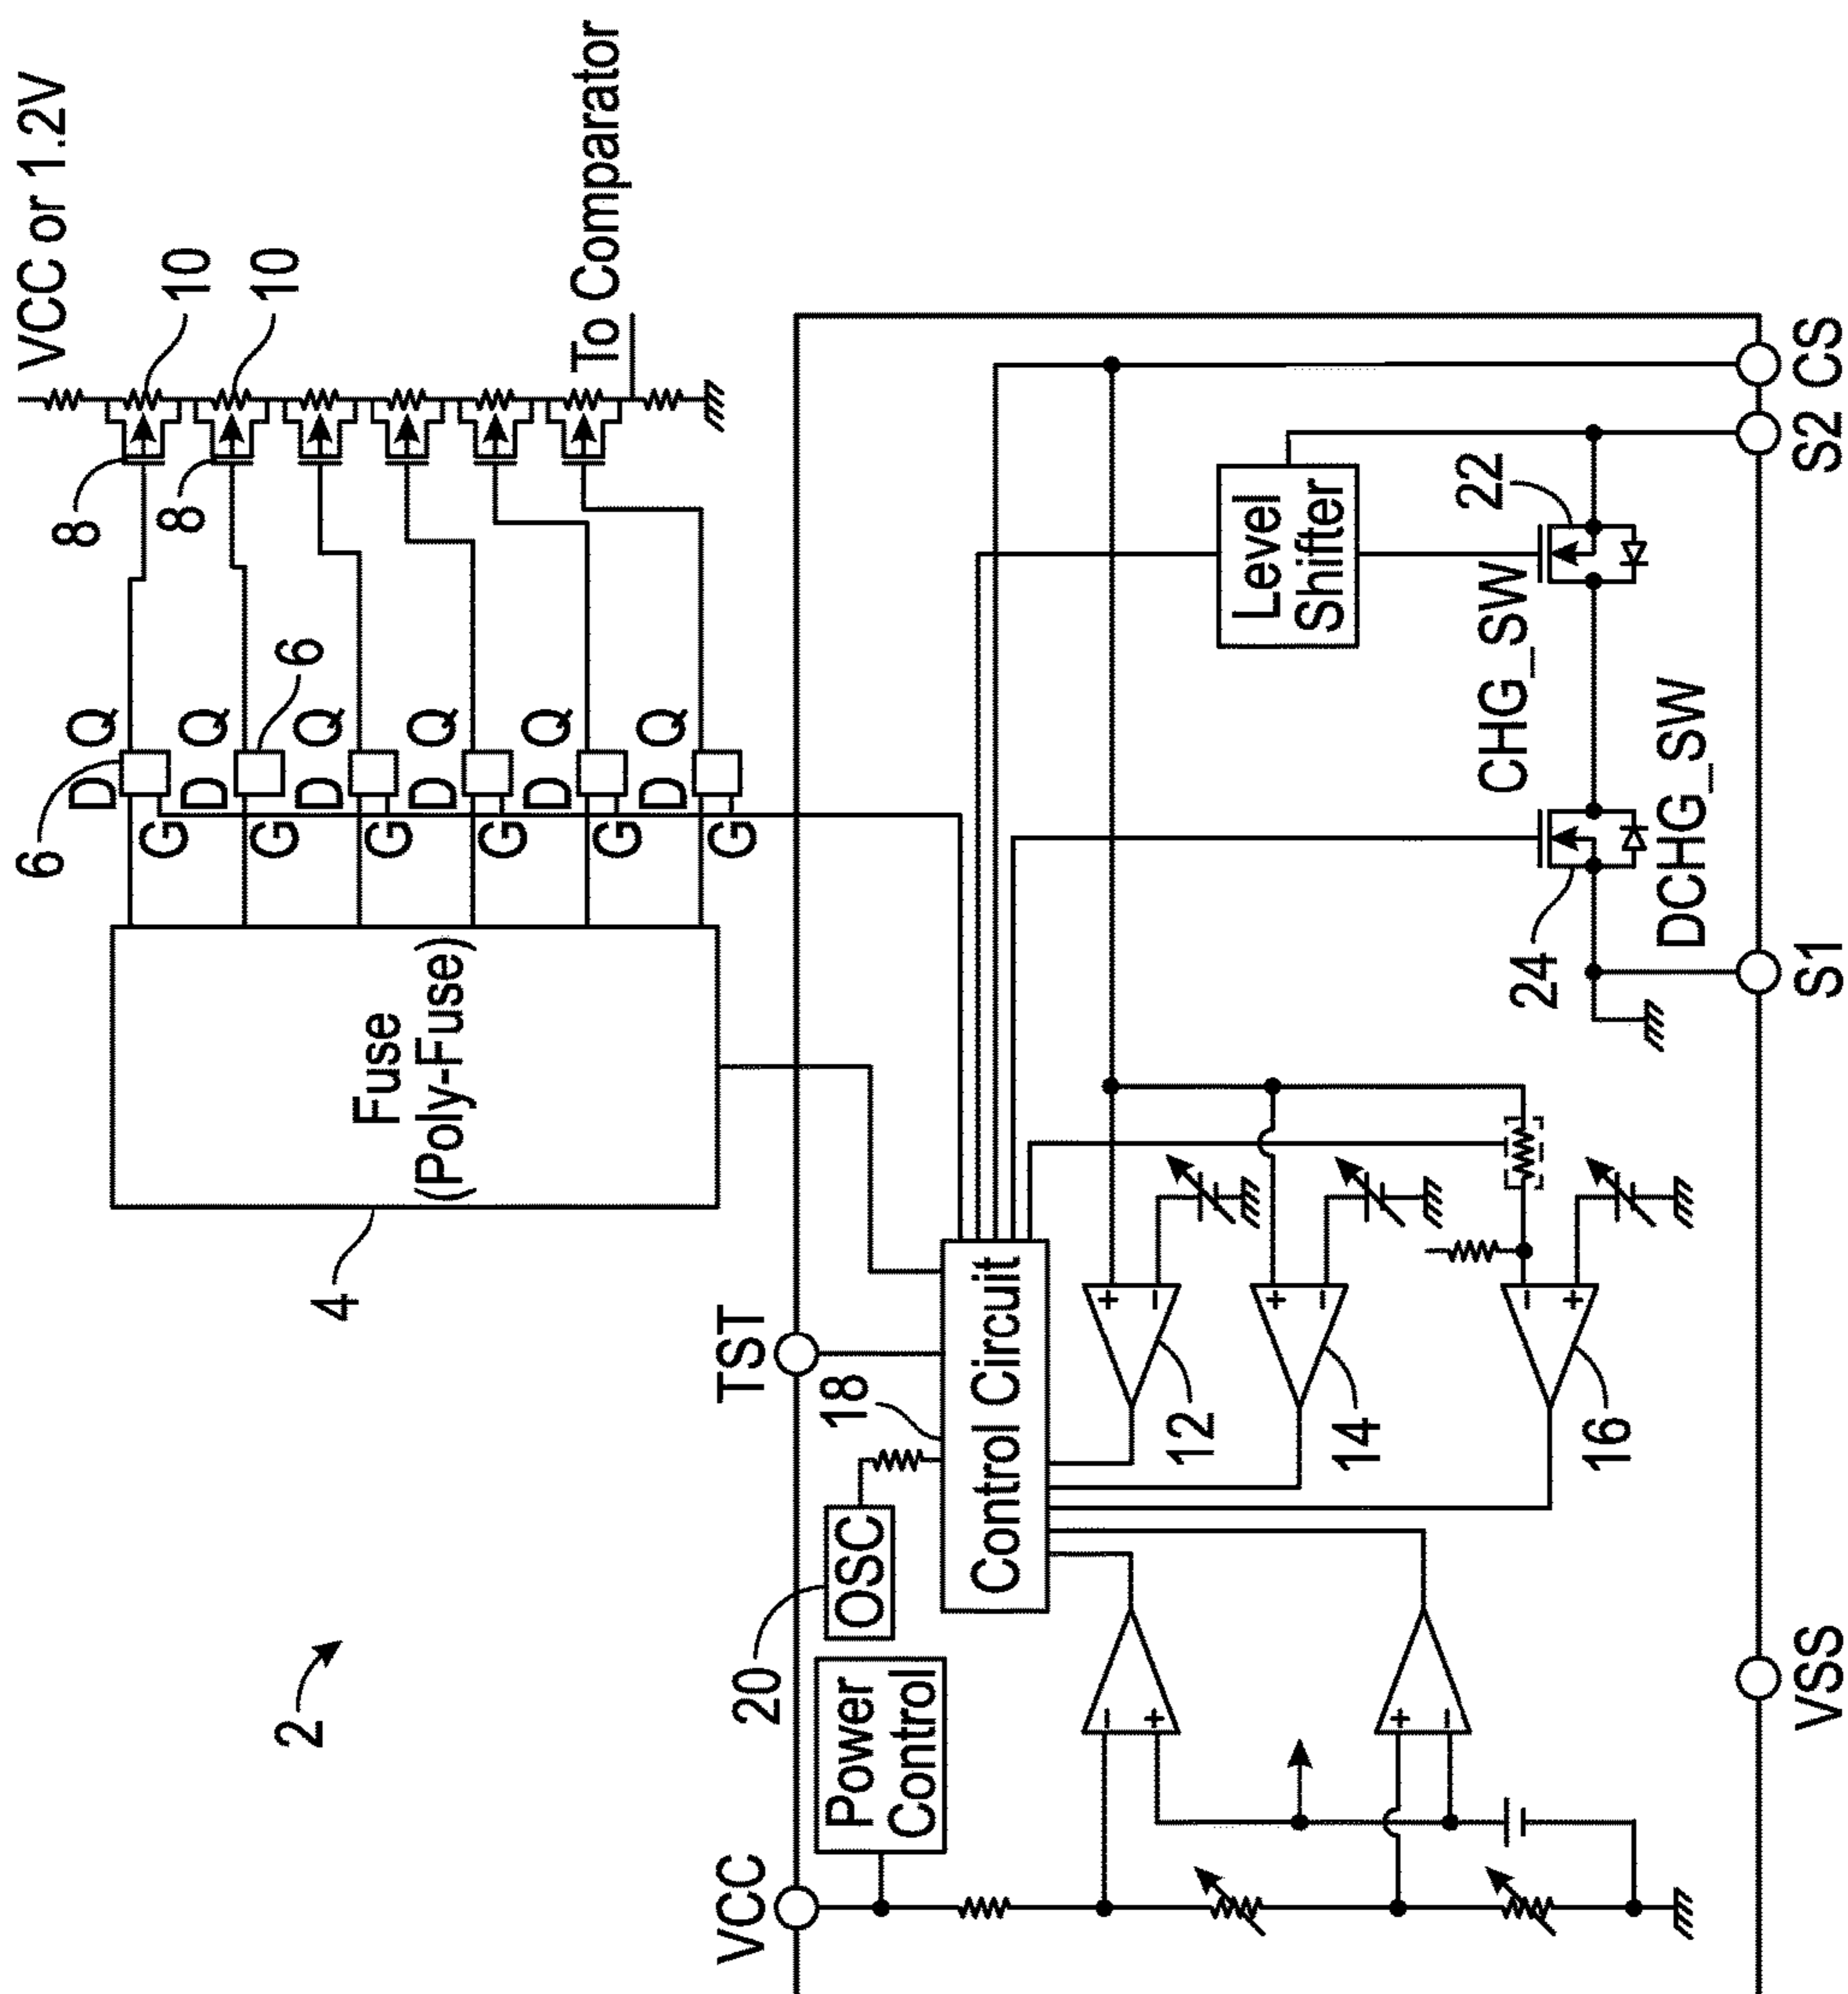 VCC or 1.2V
10
10
To Comparator
8
8
6
6
D Q
G
D Q
G
D Q
G
D Q
G
D Q
G
D Q
G
Fuse
(Poly-Fuse)
4
2
VCC
TST
Power
Control
20
OSC
18
Control Circuit
Level
Shifter
CHG_SW
22
DCHG_SW
24
- +
+ -
+ -
12
+ -
14
- +
16
VSS
S1
S2
CS